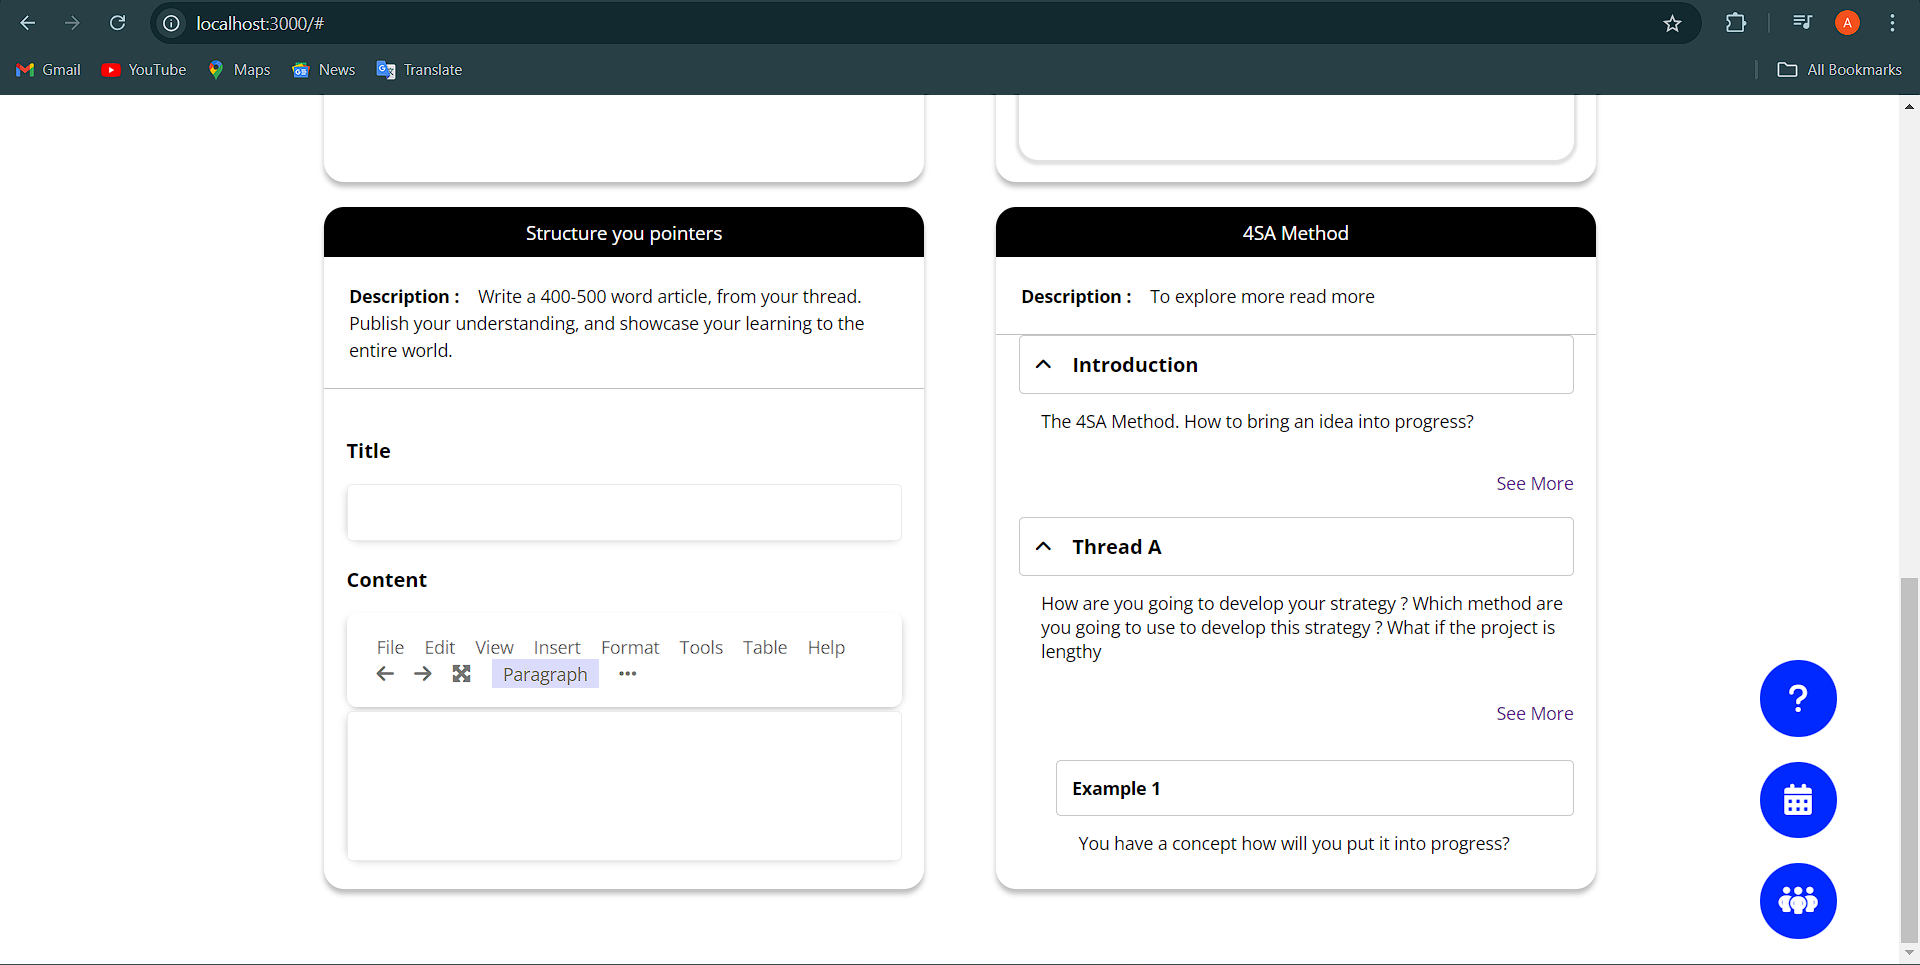 localhost:3000/#
A
Gmail YouTube Maps News Translate All Bookmarks
Structure you pointers
Description : Write a 400-500 word article, from your thread.
Publish your understanding, and showcase your learning to the
entire world.
Title
Content
File Edit View Insert Format Tools Table Help
Paragraph
4SA Method
Description : To explore more read more
Introduction
The 4SA Method. How to bring an idea into progress?
See More
Thread A
How are you going to develop your strategy ? Which method are
you going to use to develop this strategy ? What if the project is
lengthy
See More
Example 1
You have a concept how will you put it into progress?
?